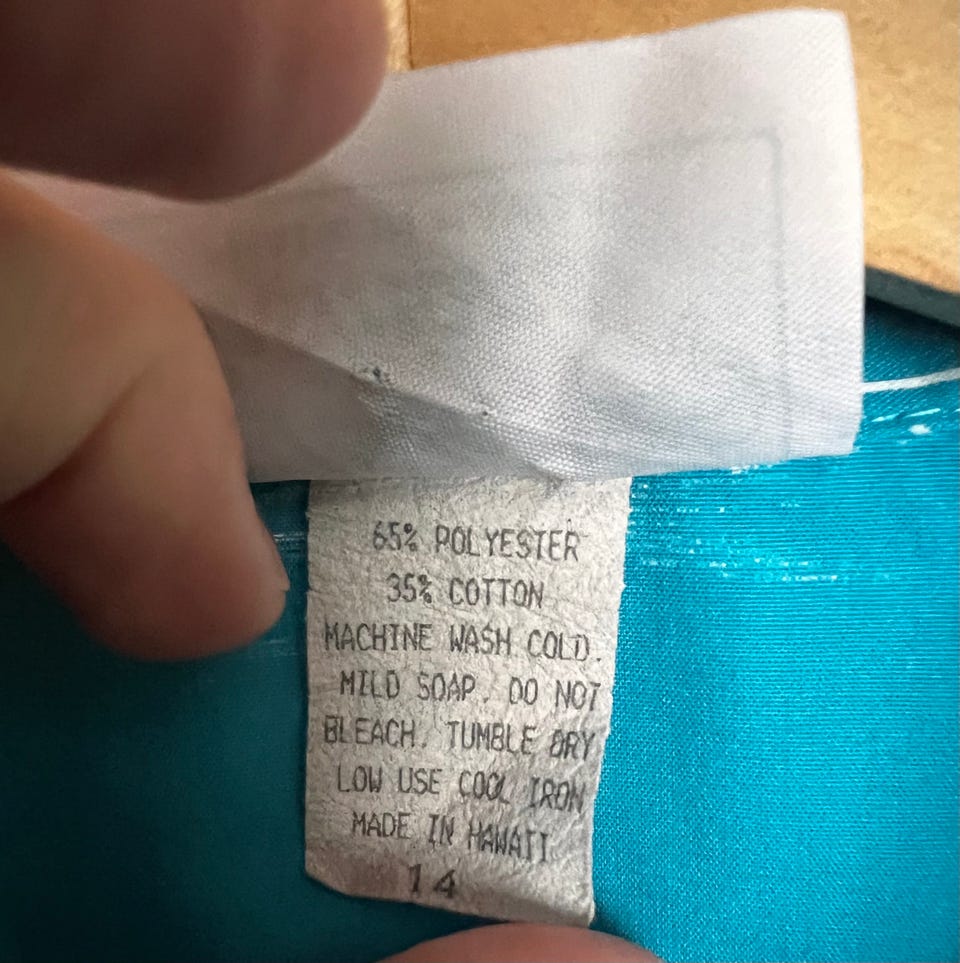 65% POLYESTER
35% COTTON
MACHINE WASH COLD.
MILD SOAP. DO NOT
BLEACH. TUMBLE DRY
LOW USE COOL IRON
MADE IN HAWAII
14